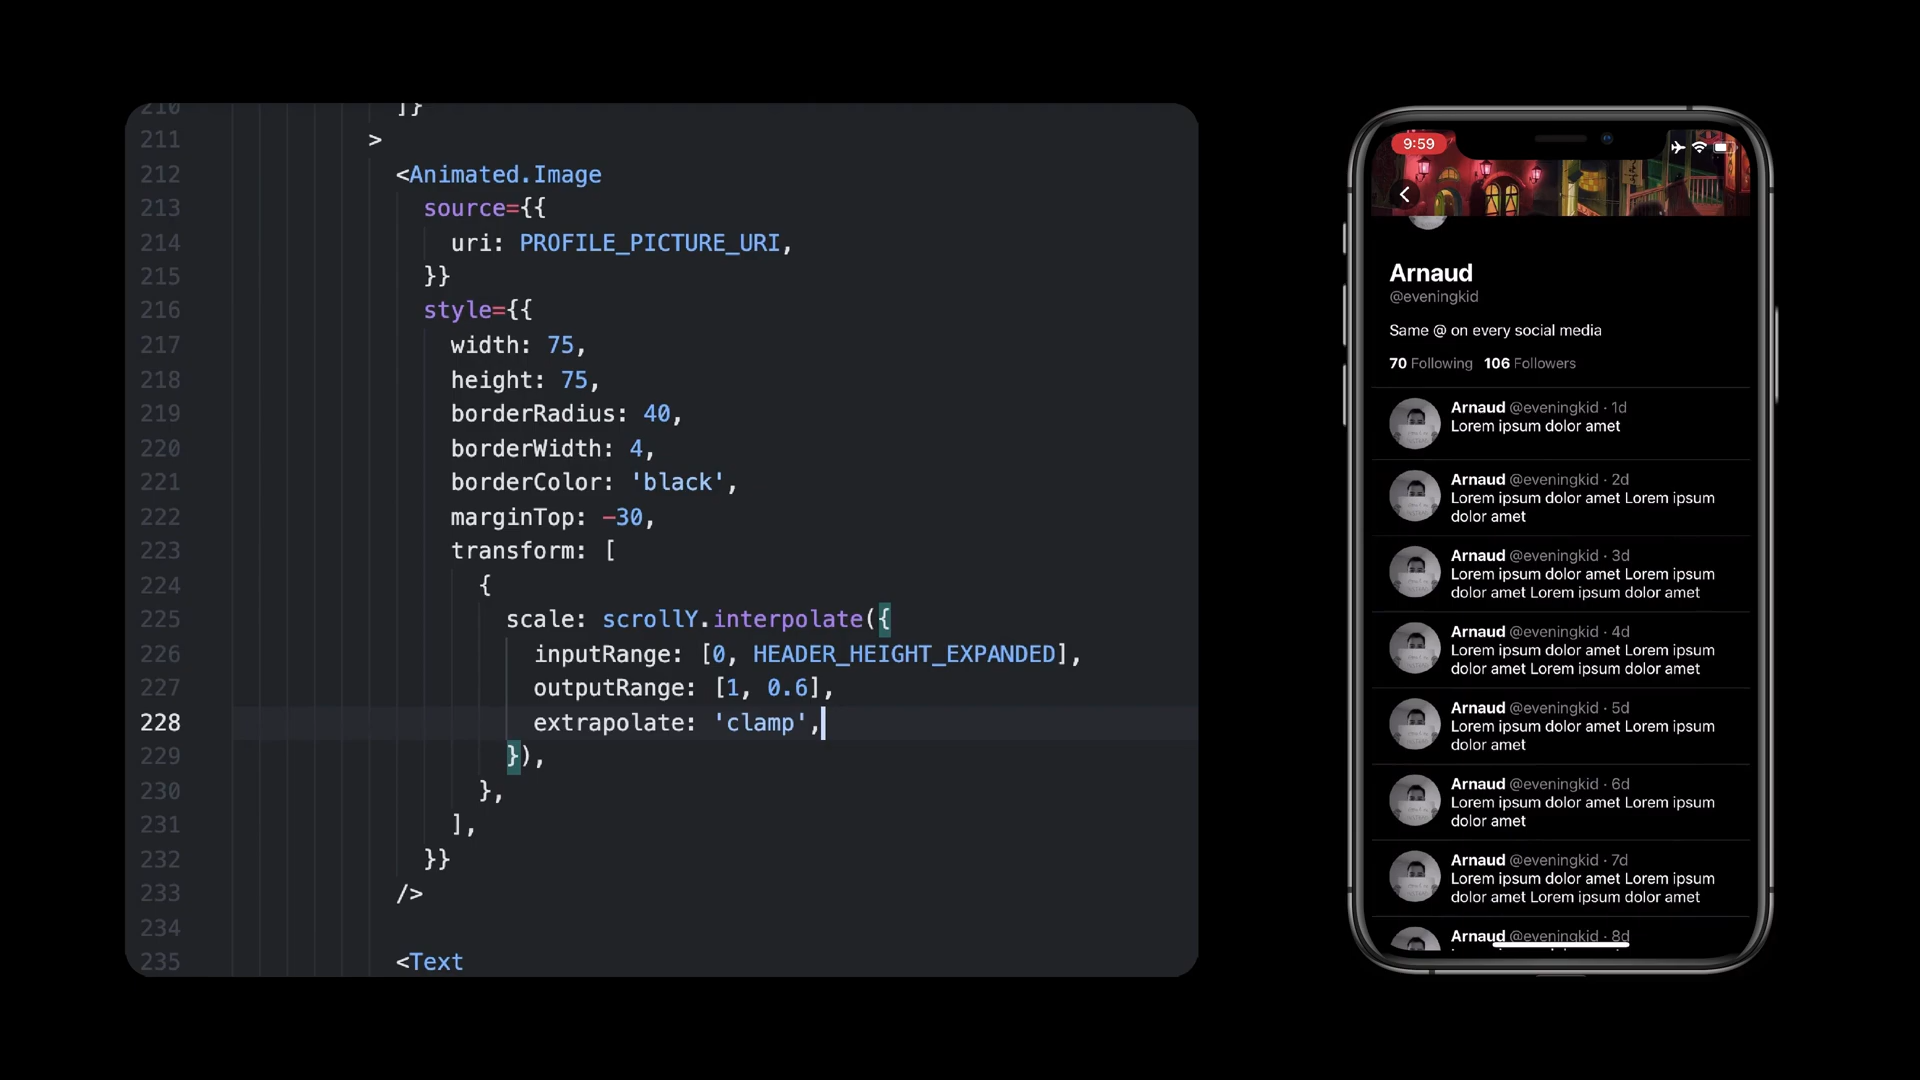 210 ]}
211 >
212 <Animated.Image
213 source={{
214 uri: PROFILE_PICTURE_URI,
215 }}
216 style={{
217 width: 75,
218 height: 75,
219 borderRadius: 40,
220 borderWidth: 4,
221 borderColor: 'black',
222 marginTop: -30,
223 transform: [
224 {
225 scale: scrollY.interpolate({
226 inputRange: [0, HEADER_HEIGHT_EXPANDED],
227 outputRange: [1, 0.6],
228 extrapolate: 'clamp',
229 }),
230 },
231 ],
232 }}
233 />
234
235 <Text
9:59
Arnaud
@eveningkid
Same @ on every social media
70 Following 106 Followers
Arnaud @eveningkid · 1d
Lorem ipsum dolor amet
Arnaud @eveningkid · 2d
Lorem ipsum dolor amet Lorem ipsum
dolor amet
Arnaud @eveningkid · 3d
Lorem ipsum dolor amet Lorem ipsum
dolor amet Lorem ipsum dolor amet
Arnaud @eveningkid · 4d
Lorem ipsum dolor amet Lorem ipsum
dolor amet Lorem ipsum dolor amet
Arnaud @eveningkid · 5d
Lorem ipsum dolor amet Lorem ipsum
dolor amet
Arnaud @eveningkid · 6d
Lorem ipsum dolor amet Lorem ipsum
dolor amet
Arnaud @eveningkid · 7d
Lorem ipsum dolor amet Lorem ipsum
dolor amet Lorem ipsum dolor amet
Arnaud @eveningkid · 8d